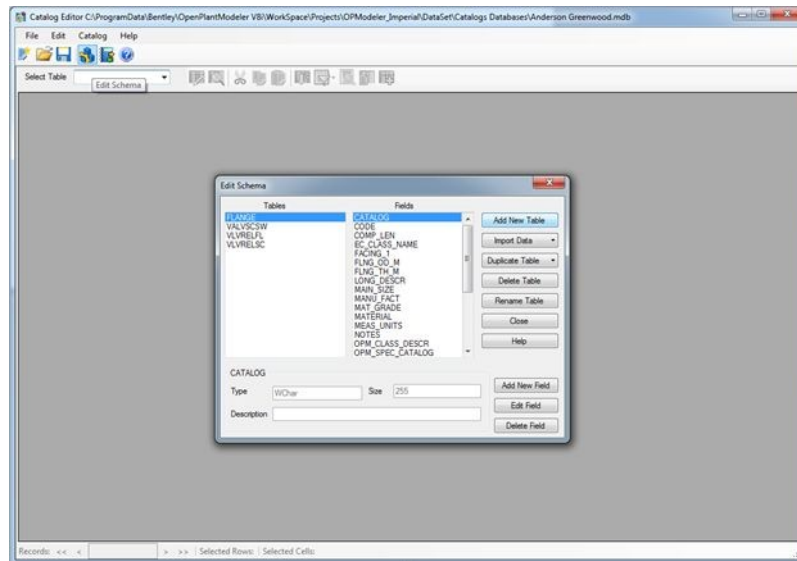 Catalog Editor C:\ProgramData\Bentley\OpenPlantModeler V8i\WorkSpace\Projects\OPModeler_Imperial\DataSet\Catalogs Databases\Anderson Greenwood.mdb
File Edit Catalog Help
Select Table
Edit Schema
Edit Schema
Tables Fields
FLANGE CATALOG Add New Table
VALVSCSW CODE
VLVRELFL COMP_LEN Import Data
VLVRELSC EC_CLASS_NAME
FACING_1 Duplicate Table
FLNG_OD_M
FLNG_TH_M
LONG_DESCR Delete Table
MAIN_SIZE
MANU_FACT Rename Table
MAT_GRADE
MATERIAL Close
MEAS_UNITS
NOTES Help
OPM_CLASS_DESCR
OPM_SPEC_CATALOG
CATALOG
Type WChar Size 255 Add New Field
Edit Field
Description
Delete Field
Records: << < > >> Selected Rows: Selected Cells: